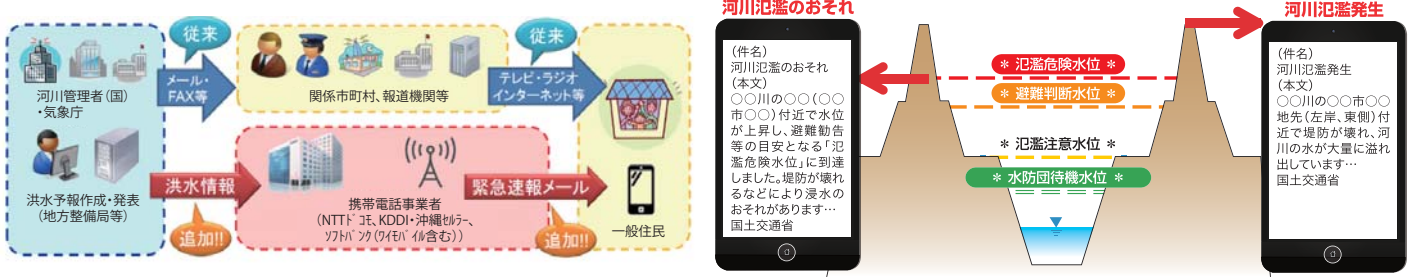 河川管理者(国)
・気象庁
洪水予報作成・発表
(地方整備局等)
従来
メール・
FAX等
関係市町村、報道機関等
従来
テレビ・ラジオ
インターネット等
洪水情報
追加!!
携帯電話事業者
(NTTドコモ、KDDI・沖縄セルラー、
ソフトバンク(ワイモバイル含む))
緊急速報メール
追加!!
一般住民
河川氾濫のおそれ
(件名)
河川氾濫のおそれ
(本文)
○○川の○○(○○
市○○)付近で水位
が上昇し、避難勧告
等の目安となる「氾
濫危険水位」に到達
しました。堤防が壊れ
るなどにより浸水の
おそれがあります…
国土交通省
* 氾濫危険水位 *
* 避難判断水位 *
* 氾濫注意水位 *
* 水防団待機水位 *
河川氾濫発生
(件名)
河川氾濫発生
(本文)
○○川の○○市○○
地先(左岸、東側)付
近で堤防が壊れ、河
川の水が大量に溢れ
出しています…
国土交通省